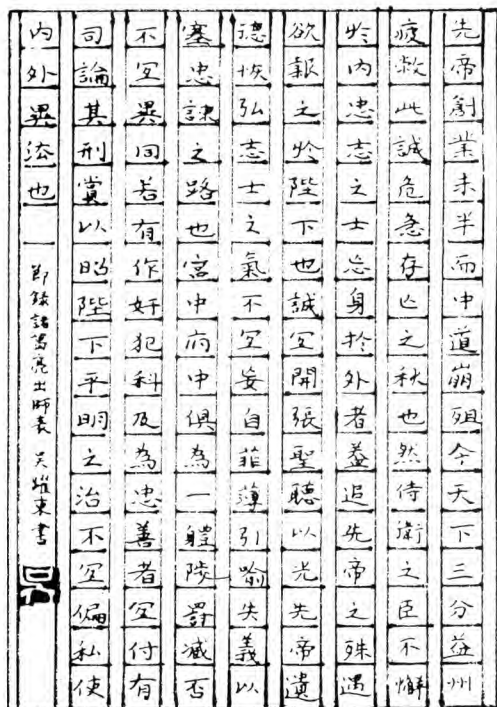 先帝創業未半而中道崩殂今天下三分益州
疲敝此誠危急存亡之秋也然侍衛之臣不懈
於內忠志之士忘身於外者蓋追先帝之殊遇
欲報之於陛下也誠宜開張聖聽以光先帝遺
德恢弘志士之氣不宜妄自菲薄引喻失義以
塞忠諫之路也宮中府中俱為一體陟罰臧否
不宜異同若有作奸犯科及為忠善者宜付有
司論其刑賞以昭陛下平明之治不宜偏私使
內外異法也
節錄諸葛亮出師表 吳耀東書